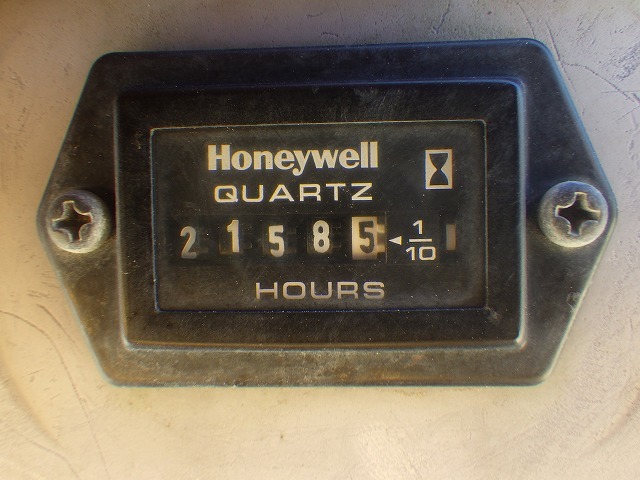 Honeywell
QUARTZ
2 1 5 8 5 ◄ 1/10
HOURS